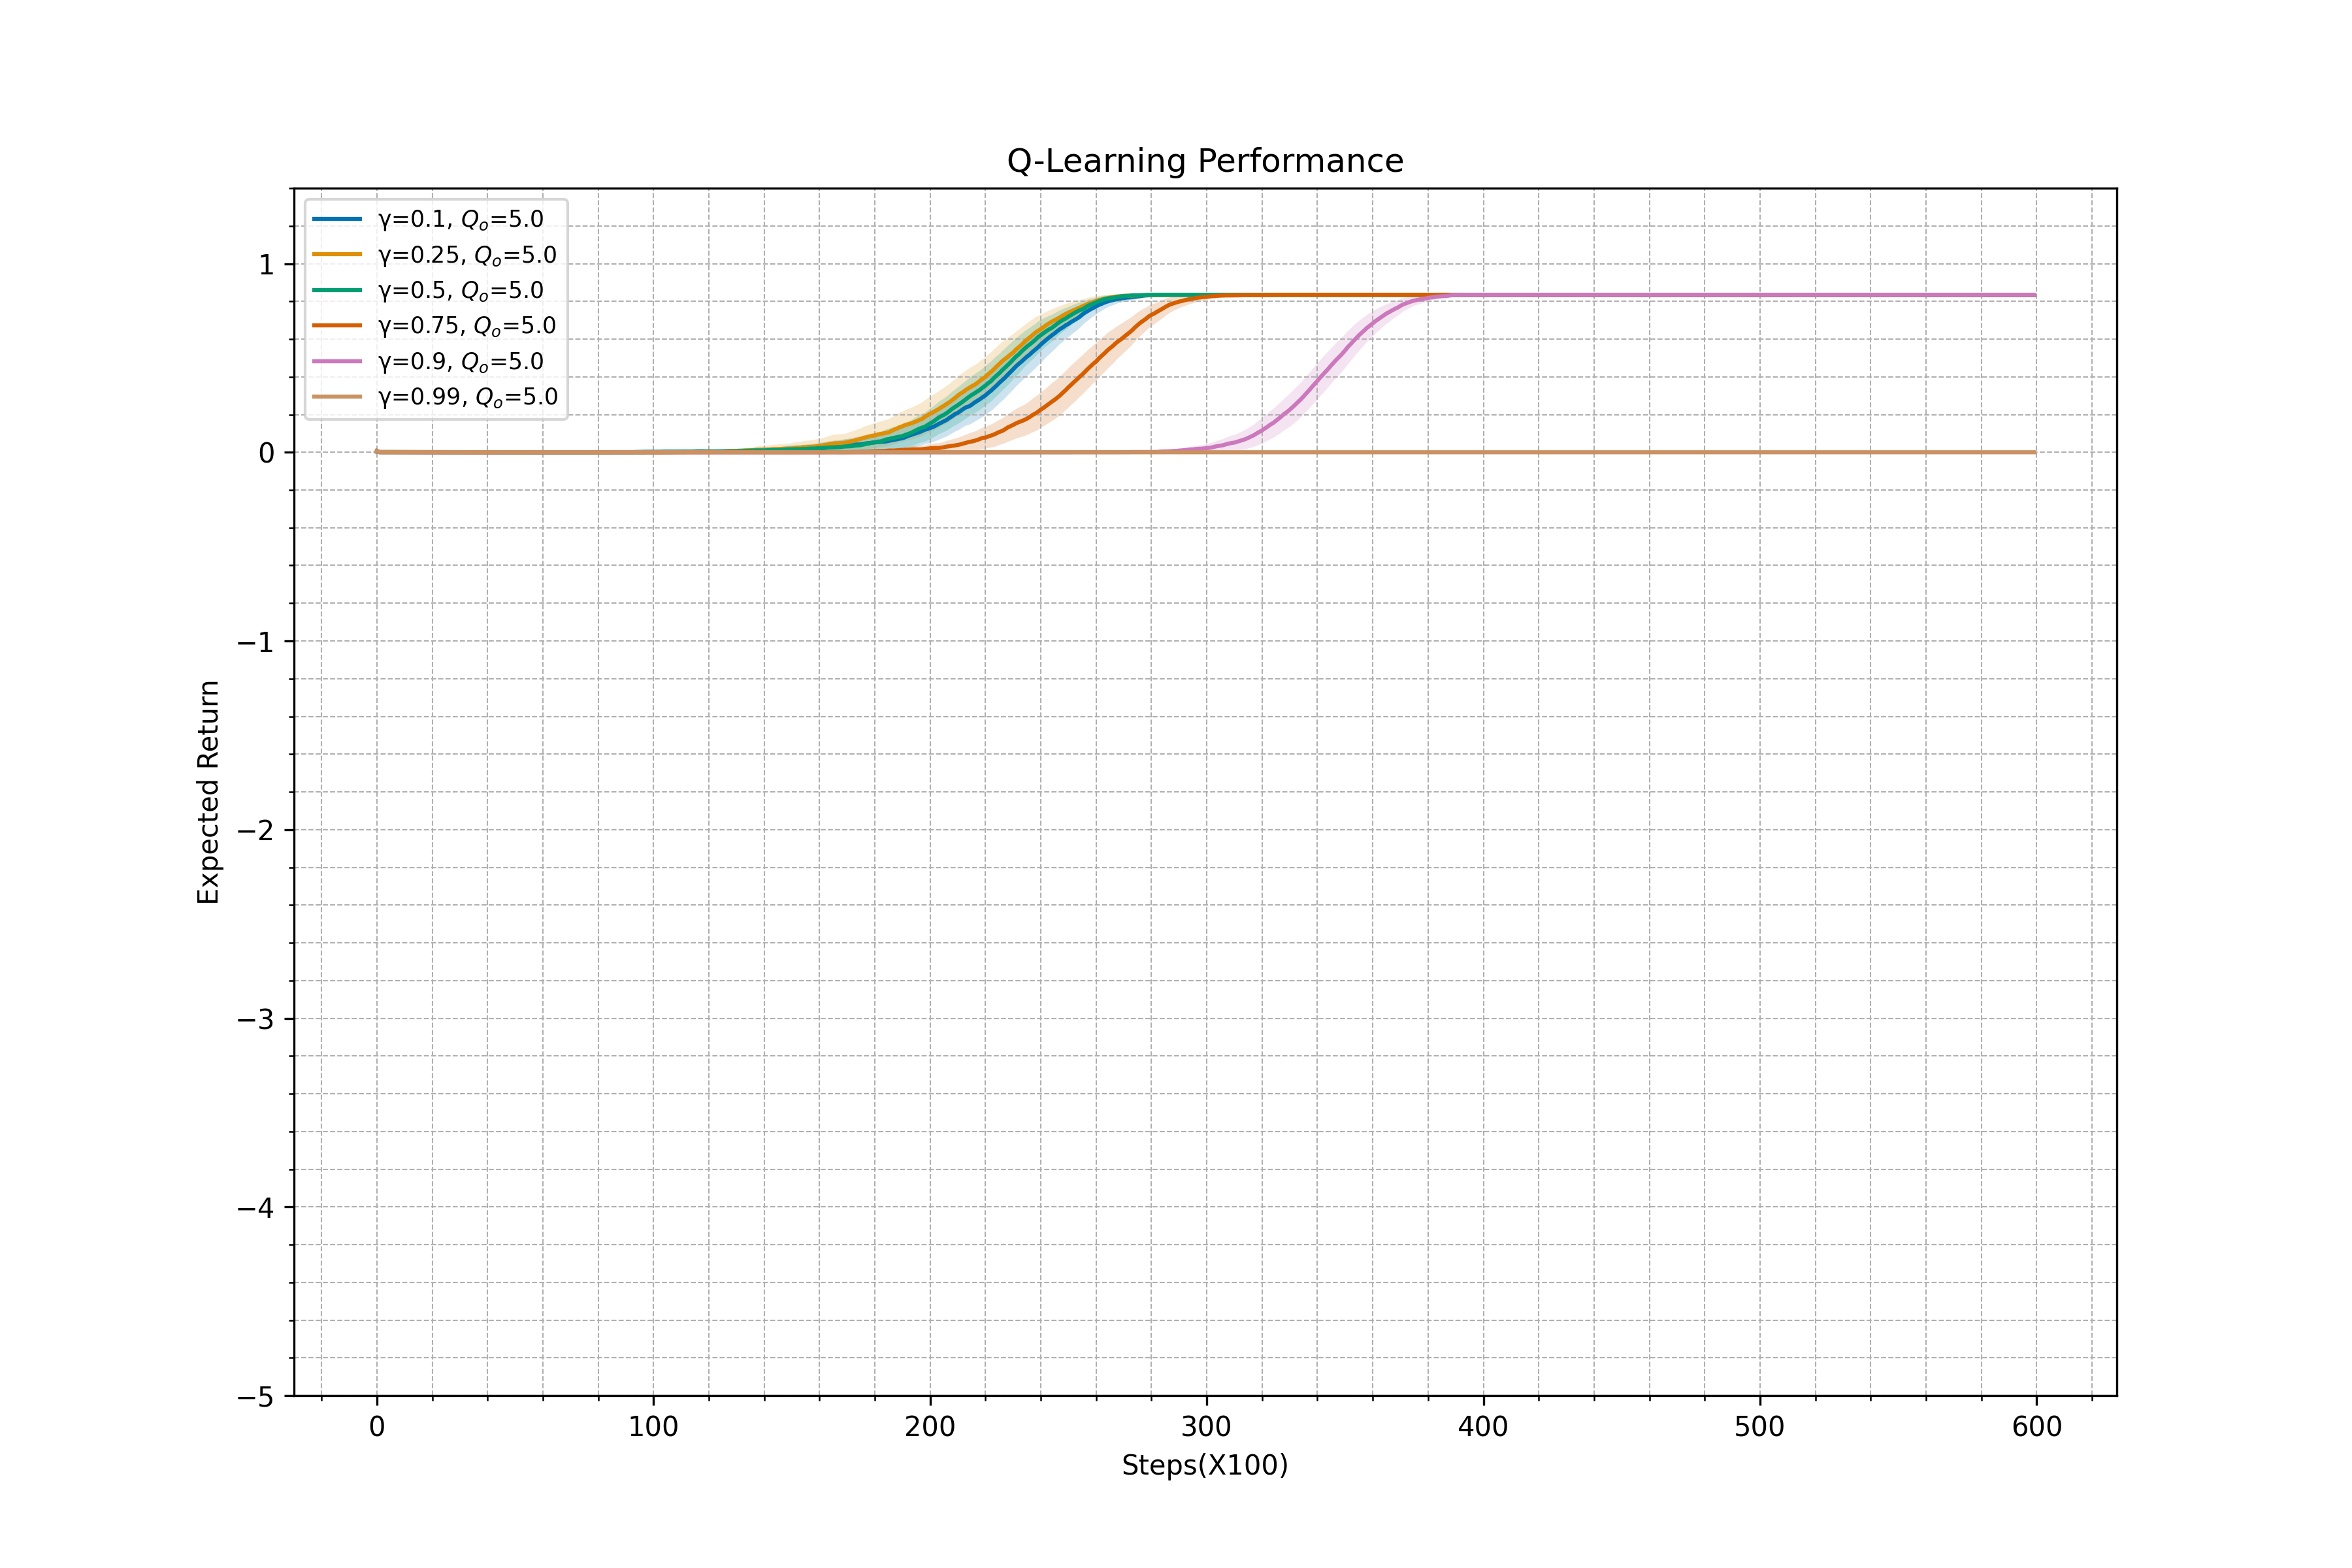 Q-Learning Performance
γ=0.1, Qₒ=5.0
γ=0.25, Qₒ=5.0
γ=0.5, Qₒ=5.0
γ=0.75, Qₒ=5.0
γ=0.9, Qₒ=5.0
γ=0.99, Qₒ=5.0
1
0
−1
−2
−3
−4
−5
Expected Return
0 100 200 300 400 500 600
Steps(X100)